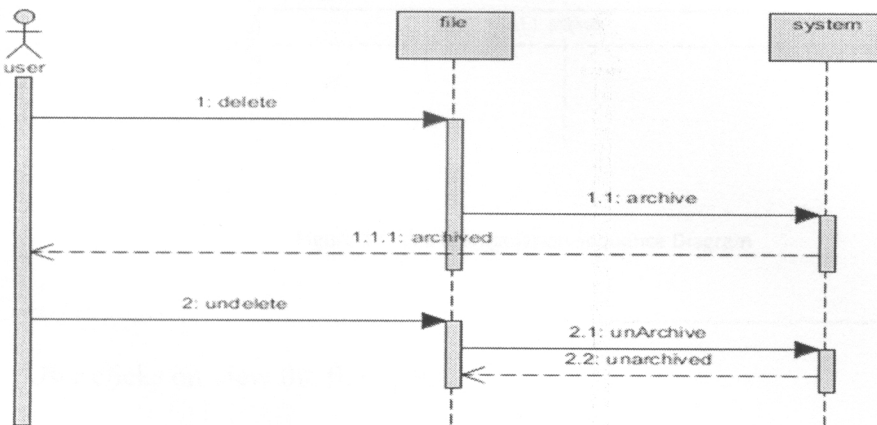 file
system
user
1: delete
1.1: archive
1.1.1: archived
2: undelete
2.1: unArchive
2.2: unarchived